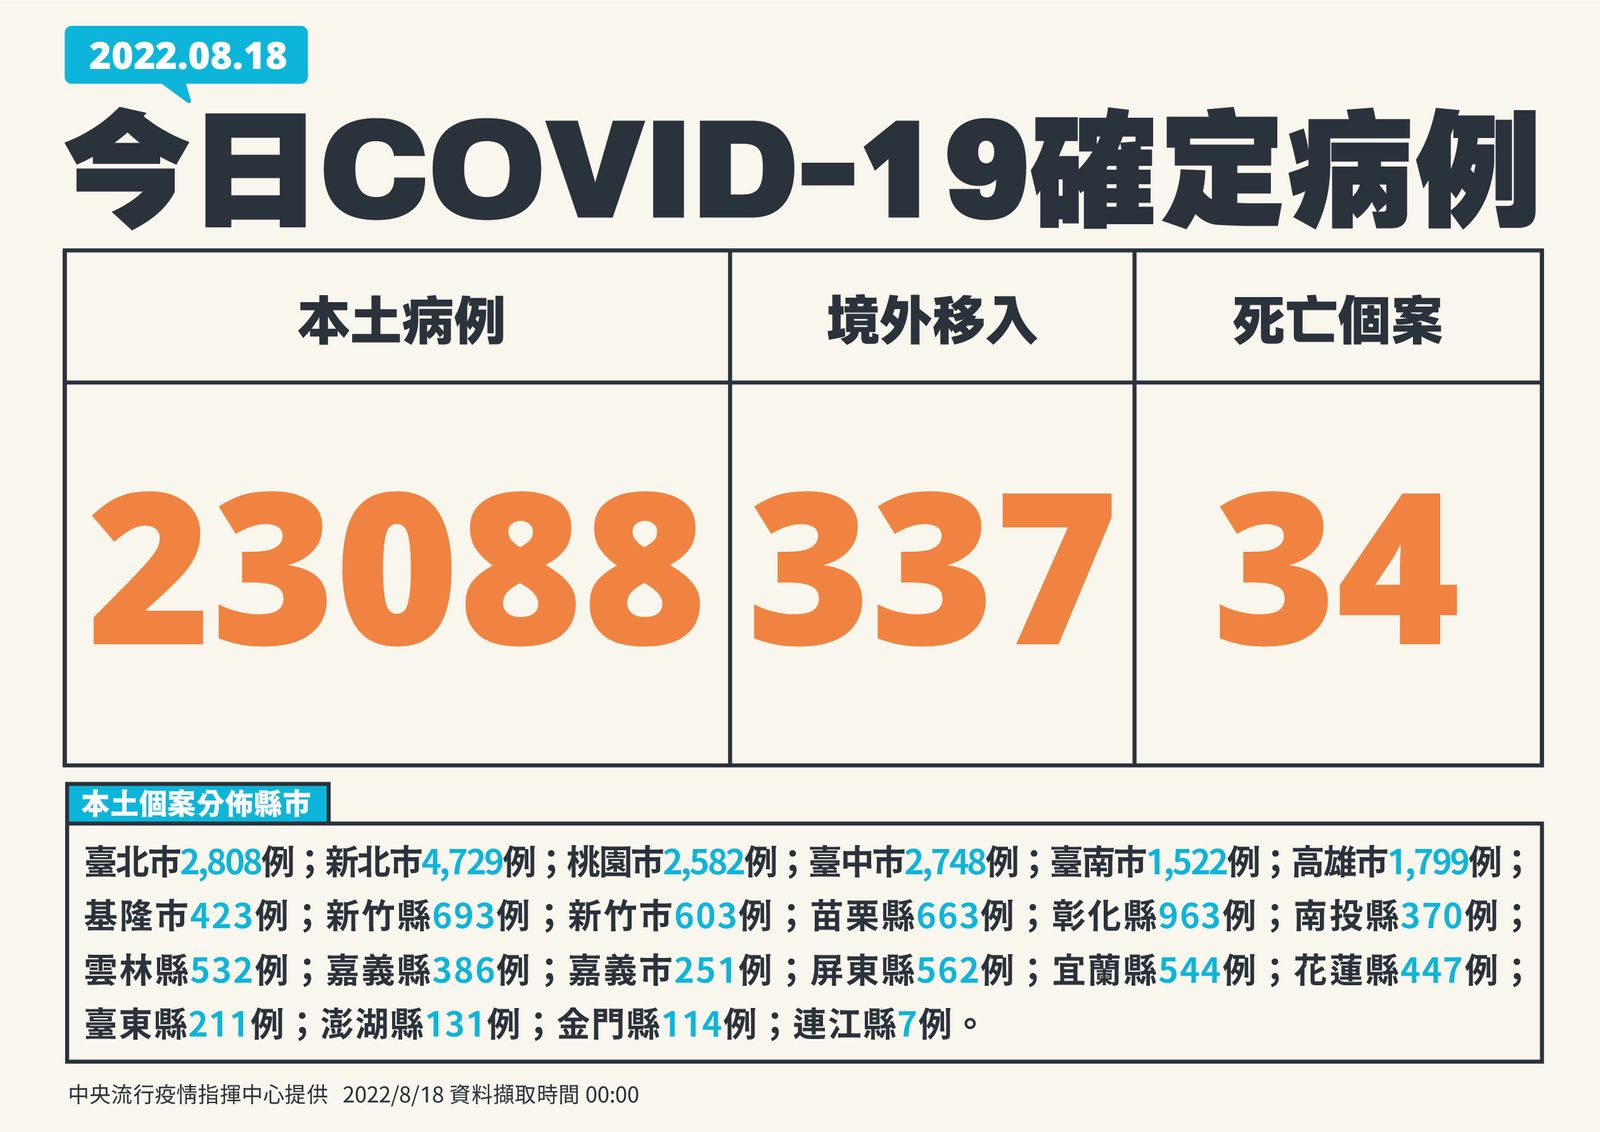 2022.08.18
今日COVID-19確定病例
本土病例 境外移入 死亡個案
23088 337 34
本土個案分佈縣市
臺北市2,808例；新北市4,729例；桃園市2,582例；臺中市2,748例；臺南市1,522例；高雄市1,799例；
基隆市423例；新竹縣693例；新竹市603例；苗栗縣663例；彰化縣963例；南投縣370例；
雲林縣532例；嘉義縣386例；嘉義市251例；屏東縣562例；宜蘭縣544例；花蓮縣447例；
臺東縣211例；澎湖縣131例；金門縣114例；連江縣7例。
中央流行疫情指揮中心提供 2022/8/18 資料擷取時間 00:00